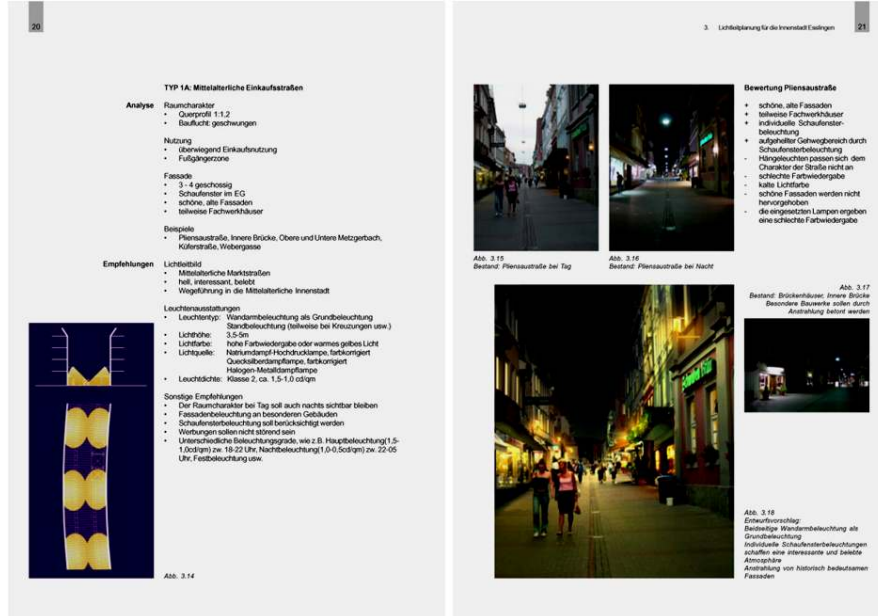 20
TYP 1A: Mittelalterliche Einkaufsstraßen
Analyse
Raumcharakter
• Querprofil 1:1,2
• Bauflucht: geschwungen
Nutzung
• überwiegend Einkaufsnutzung
• Fußgängerzone
Fassade
• 3 - 4 geschossig
• Schaufenster im EG
• schöne, alte Fassaden
• teilweise Fachwerkhäuser
Beispiele
• Pliensaustraße, Innere Brücke, Obere und Untere Metzgerbach,
Küferstraße, Webergasse
Empfehlungen
Lichtleitbild
• Mittelalterliche Marktstraßen
• hell, interessant, belebt
• Wegeführung in die Mittelalterliche Innenstadt
Leuchtenausstattungen
• Leuchtentyp: Wandarmbeleuchtung als Grundbeleuchtung
Standbeleuchtung (teilweise bei Kreuzungen usw.)
• Lichthöhe: 3,5-5m
• Lichtfarbe: hohe Farbwiedergabe oder warmes gelbes Licht
• Lichtquelle: Natriumdampf-Hochdrucklampe, farbkorrigiert
Quecksilberdampflampe, farbkorrigiert
Halogen-Metalldampflampe
• Leuchtdichte: Klasse 2, ca. 1,5-1,0 cd/qm
Sonstige Empfehlungen
• Der Raumcharakter bei Tag soll auch nachts sichtbar bleiben
• Fassadenbeleuchtung an besonderen Gebäuden
• Schaufensterbeleuchtung soll berücksichtigt werden
• Werbungen sollen nicht störend sein
• Unterschiedliche Beleuchtungsgrade, wie z.B. Hauptbeleuchtung(1,5-
1,0cd/qm) zw. 18-22 Uhr, Nachtbeleuchtung(1,0-0,5cd/qm) zw. 22-05
Uhr, Festbeleuchtung usw.
Abb. 3.14
3. Lichtleitplanung für die Innenstadt Esslingen
21
Bewertung Pliensaustraße
+ schöne, alte Fassaden
+ teilweise Fachwerkhäuser
+ individuelle Schaufenster-
beleuchtung
+ aufgehellter Gehwegbereich durch
Schaufensterbeleuchtung
- Hängeleuchten passen sich dem
Charakter der Straße nicht an
- schlechte Farbwiedergabe
- kalte Lichtfarbe
- schöne Fassaden werden nicht
hervorgehoben
- die eingesetzten Lampen ergeben
eine schlechte Farbwiedergabe
Abb. 3.15
Bestand: Pliensaustraße bei Tag
Abb. 3.16
Bestand: Pliensaustraße bei Nacht
Abb. 3.17
Bestand: Brückenhäuser, Innere Brücke
Besondere Bauwerke sollen durch
Anstrahlung betont werden
Abb. 3.18
Entwurfsvorschlag:
Beidseitige Wandarmbeleuchtung als
Grundbeleuchtung
Individuelle Schaufensterbeleuchtungen
schaffen eine interessante und belebte
Atmosphäre
Anstrahlung von historisch bedeutsamen
Fassaden